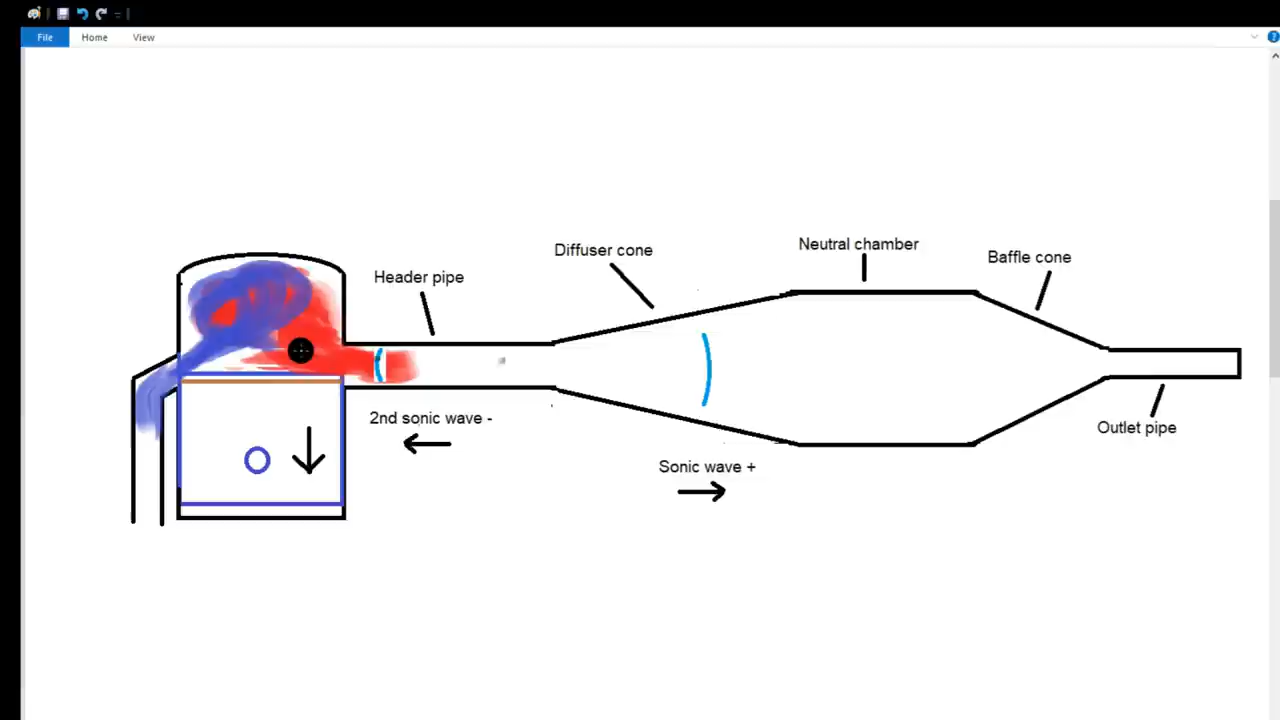 File Home View
Neutral chamber
Diffuser cone
Baffle cone
Header pipe
2nd sonic wave -
Outlet pipe
Sonic wave +